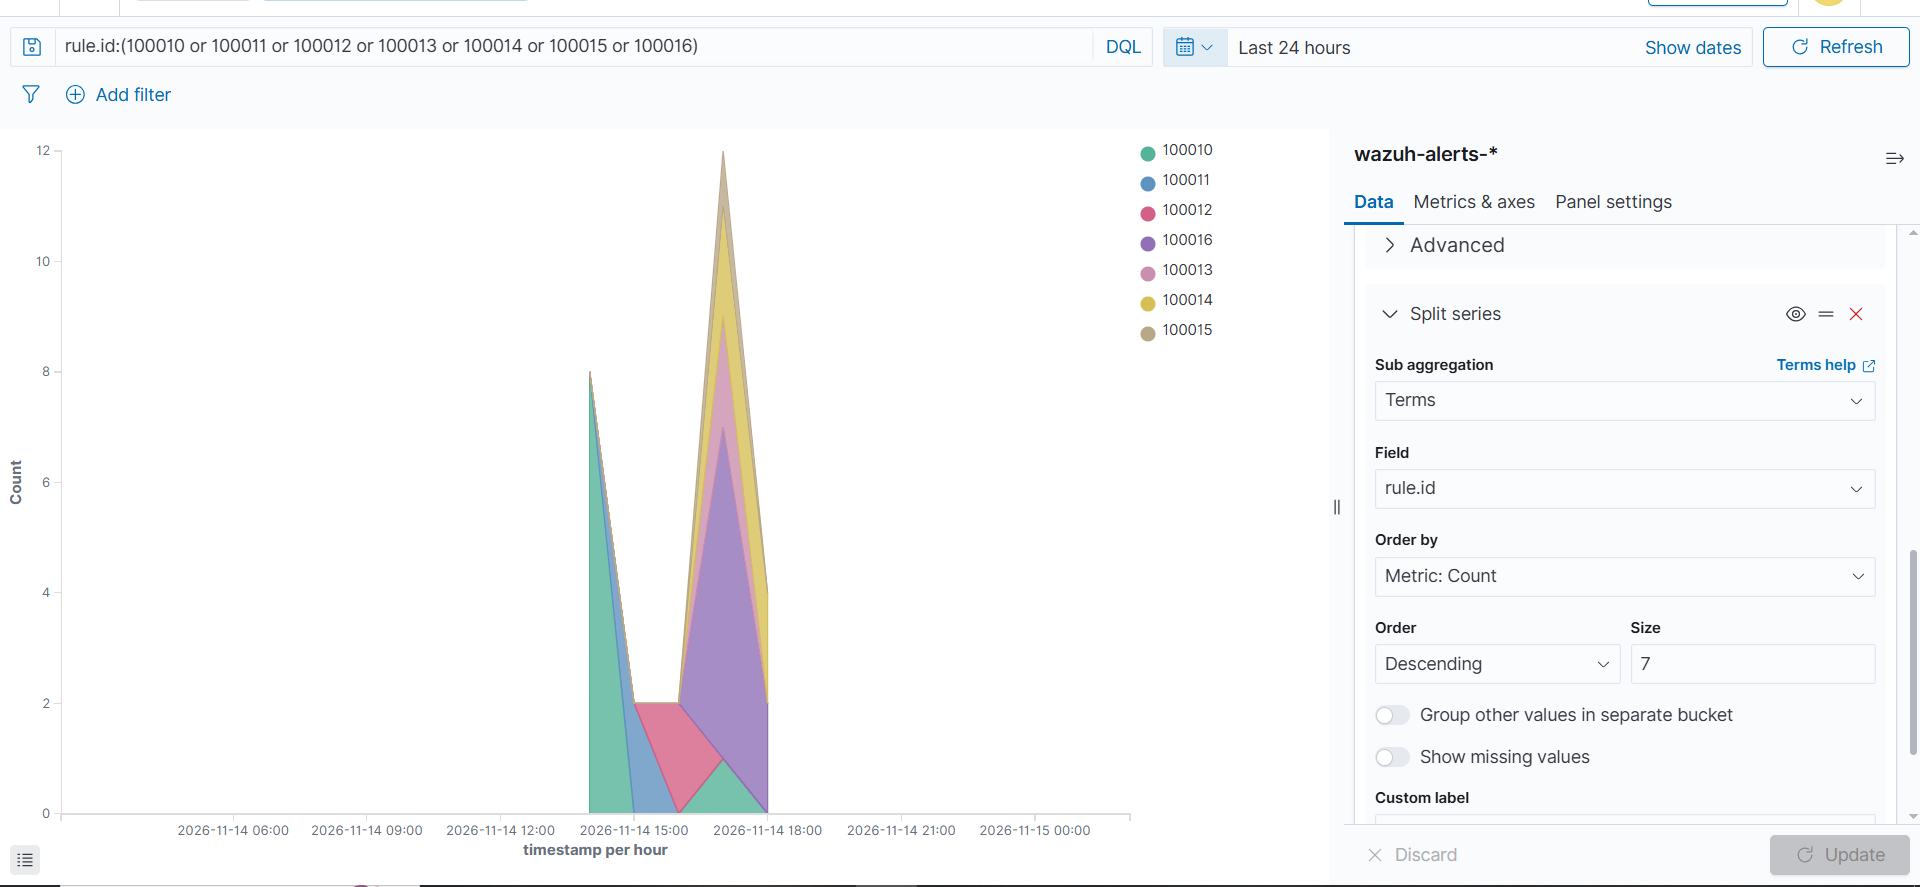 rule.id:(100010 or 100011 or 100012 or 100013 or 100014 or 100015 or 100016)
DQL
Last 24 hours
Show dates
Refresh
Add filter
12
10
8
6
4
2
0
Count
2026-11-14 06:00
2026-11-14 09:00
2026-11-14 12:00
2026-11-14 15:00
2026-11-14 18:00
2026-11-14 21:00
2026-11-15 00:00
timestamp per hour
100010
100011
100012
100016
100013
100014
100015
wazuh-alerts-*
Data
Metrics & axes
Panel settings
Advanced
Split series
Sub aggregation
Terms help
Terms
Field
rule.id
Order by
Metric: Count
Order
Size
Descending
7
Group other values in separate bucket
Show missing values
Custom label
Discard
Update